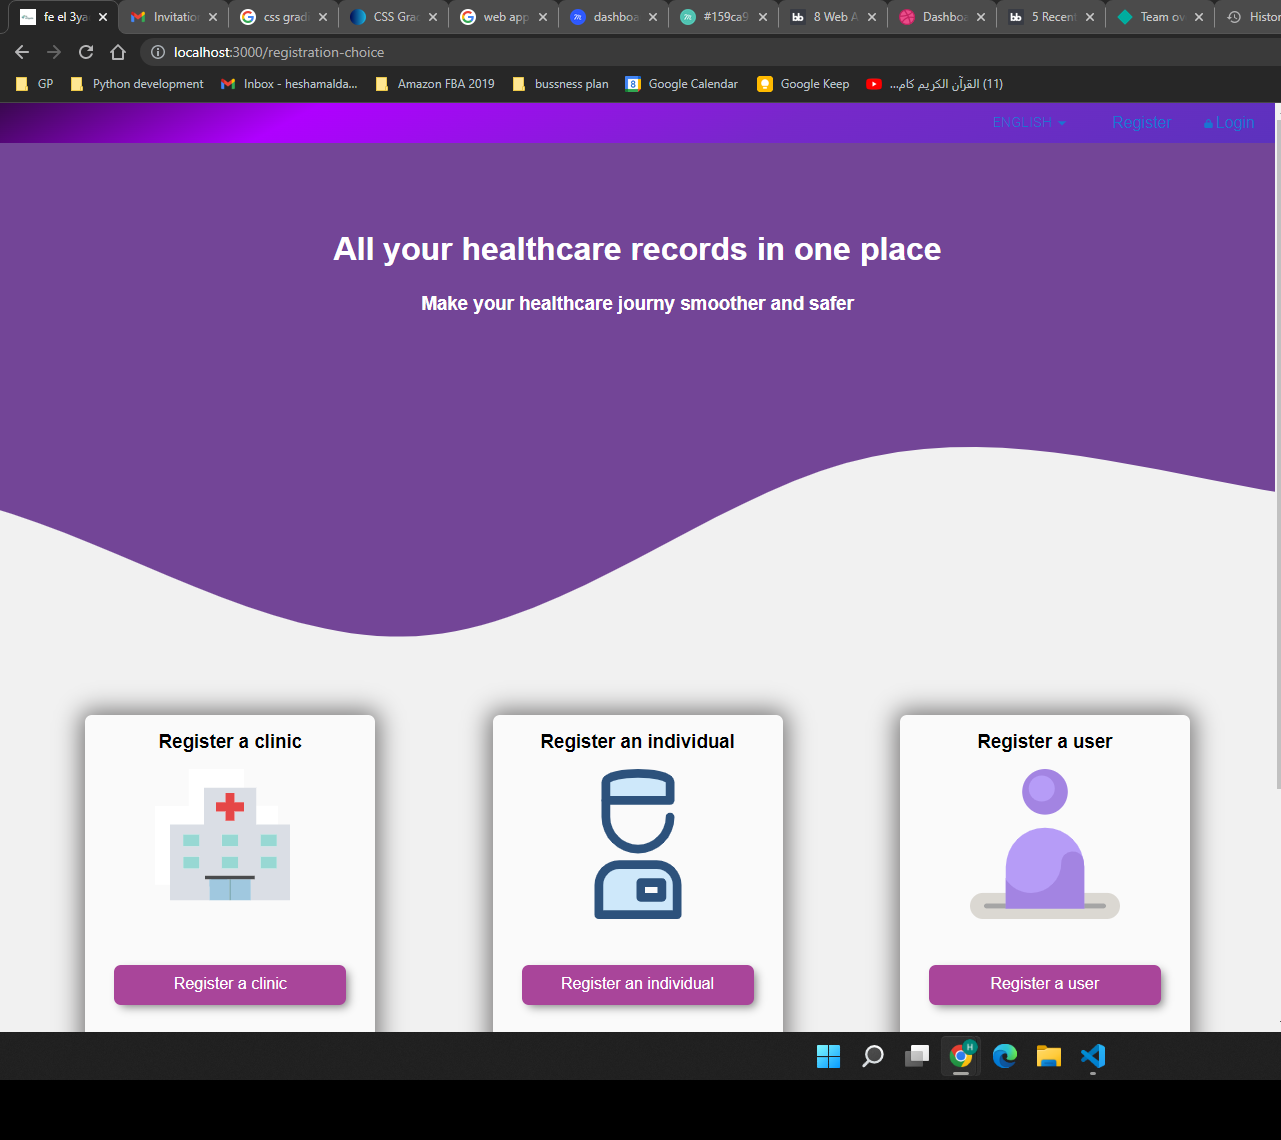 fe el 3ya
Invitation
css grad
CSS Grad
web app
dashboa
#159ca9
8 Web A
Dashboa
5 Recent
Team ov
Histor
localhost:3000/registration-choice
GP
Python development
Inbox - heshamalda...
Amazon FBA 2019
bussness plan
Google Calendar
Google Keep
(11) القرآن الكريم كام...
ENGLISH
Register
Login
All your healthcare records in one place
Make your healthcare journy smoother and safer
Register a clinic
Register an individual
Register a user
Register a clinic
Register an individual
Register a user